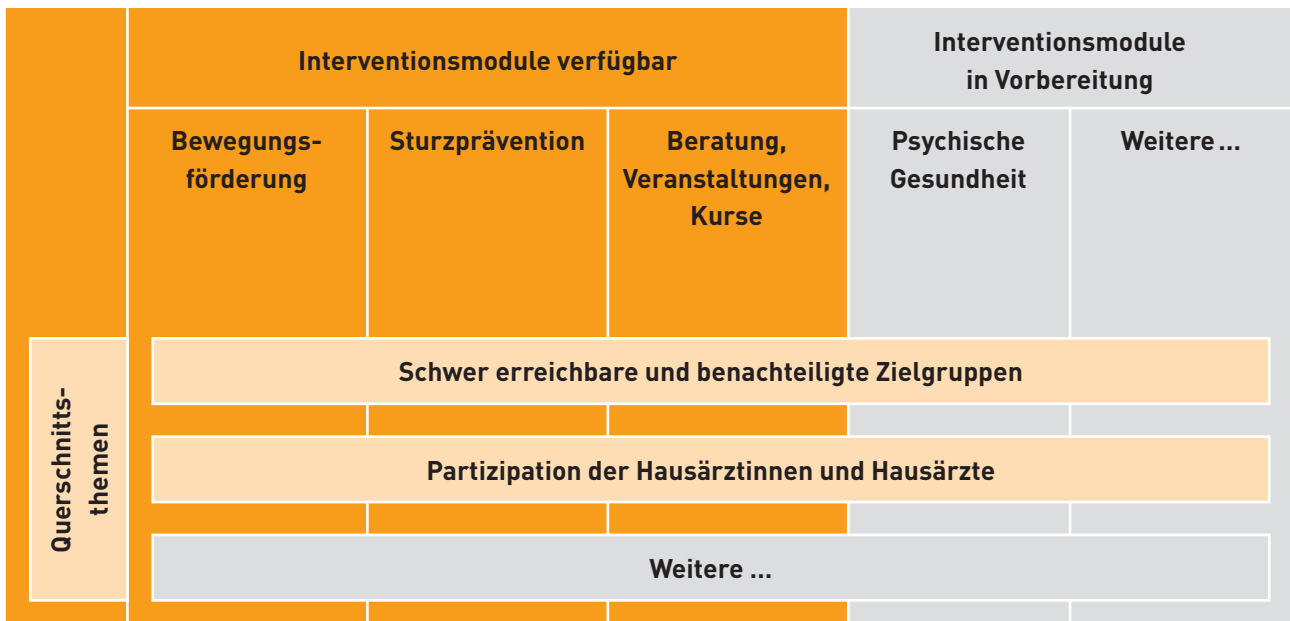 Interventionsmodule verfügbar
Interventionsmodule
in Vorbereitung
Bewegungs-
förderung
Sturzprävention
Beratung,
Veranstaltungen,
Kurse
Psychische
Gesundheit
Weitere ...
Querschnitts-
themen
Schwer erreichbare und benachteiligte Zielgruppen
Partizipation der Hausärztinnen und Hausärzte
Weitere ...